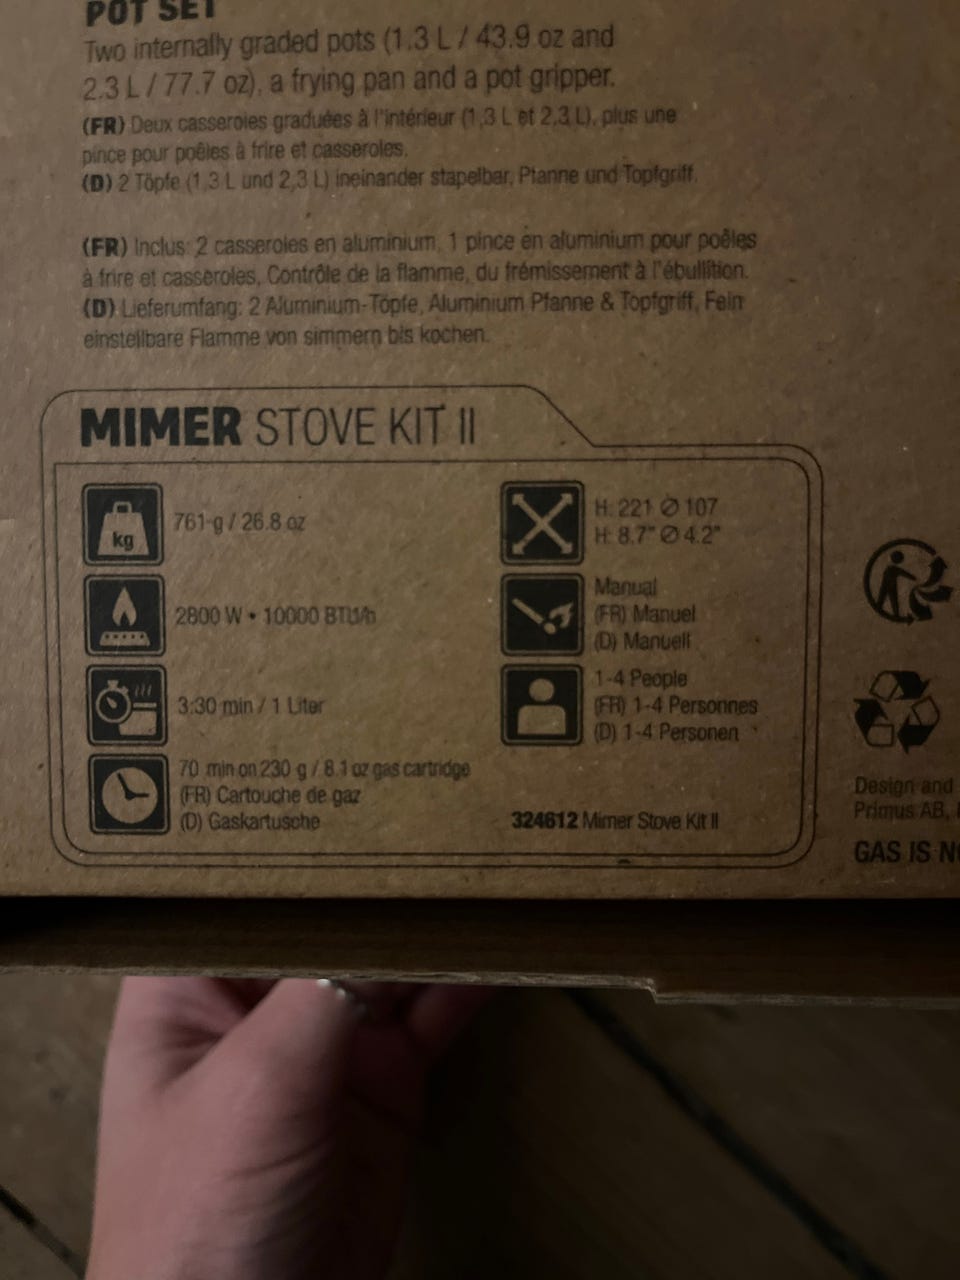 POT SET
Two internally graded pots (1.3 L / 43.9 oz and
2.3 L / 77.7 oz), a frying pan and a pot gripper.
(FR) Deux casseroles graduées à l'intérieur (1,3 L et 2,3 L), plus une
pince pour poêles à frire et casseroles.
(D) 2 Töpfe (1,3 L und 2,3 L) ineinander stapelbar, Pfanne und Topfgriff.
(FR) Inclus: 2 casseroles en aluminium, 1 pince en aluminium pour poêles
à frire et casseroles, Contrôle de la flamme, du frémissement à l'ébullition.
(D) Lieferumfang: 2 Aluminium-Töpfe, Aluminium Pfanne & Topfgriff, Fein
einstellbare Flamme von simmern bis kochen.
MIMER STOVE KIT II
kg
761 g / 26.8 oz
2800 W • 10000 BTU/h
3:30 min / 1 Liter
70 min on 230 g / 8.1 oz gas cartridge
(FR) Cartouche de gaz
(D) Gaskartusche
H: 221 Ø 107
H: 8.7" Ø 4.2"
Manual
(FR) Manuel
(D) Manuell
1-4 People
(FR) 1-4 Personnes
(D) 1-4 Personen
324612 Mimer Stove Kit II
Design and
Primus AB,
GAS IS